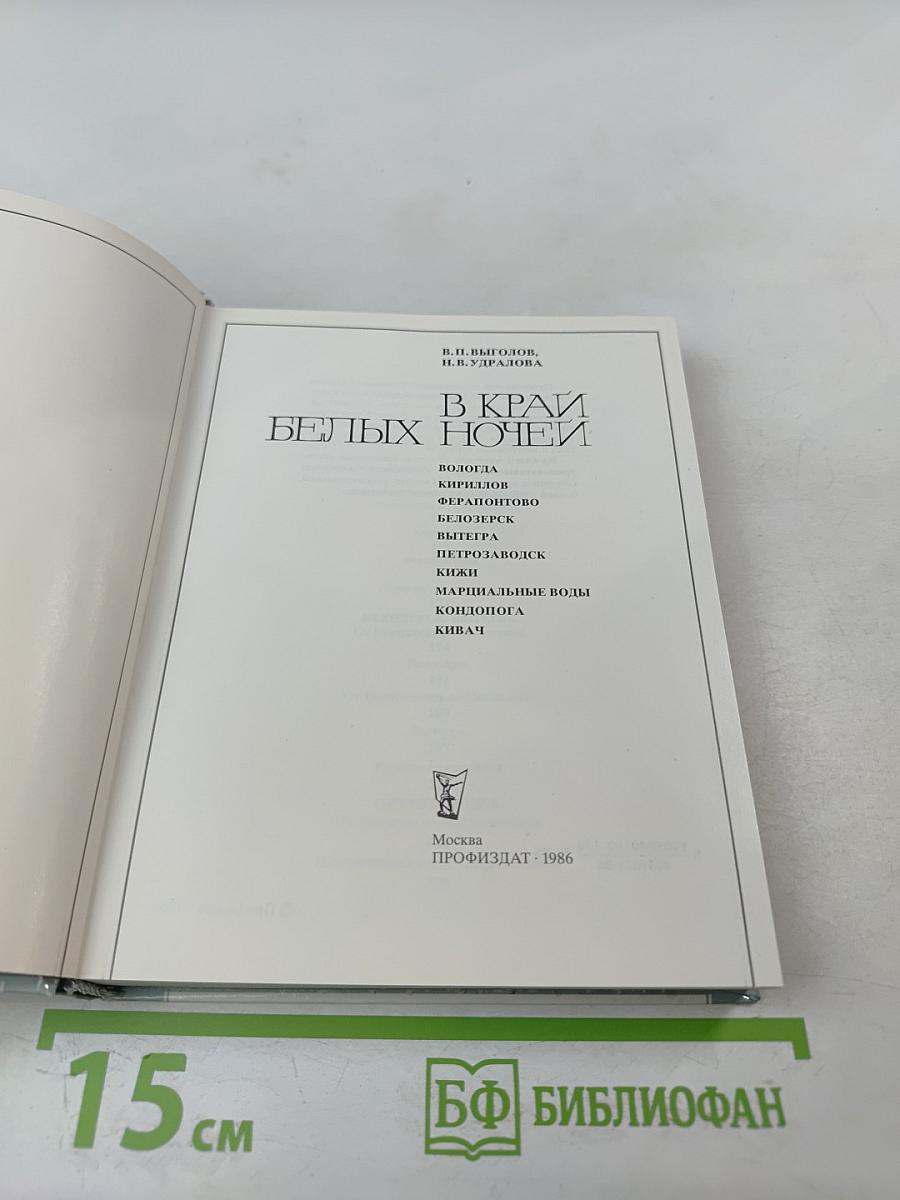 В.П.ВЫГОЛОВ,
Н.В.УДРАЛОВА
В КРАЙ
БЕЛЫХ НОЧЕЙ
ВОЛОГДА
КИРИЛЛОВ
ФЕРАПОНТОВО
БЕЛОЗЕРСК
ВЫТЕГРА
ПЕТРОЗАВОДСК
КИЖИ
МАРЦИАЛЬНЫЕ ВОДЫ
КОНДОПОГА
КИВАЧ
Москва
ПРОФИЗДАТ · 1986
15 см
БФ БИБЛИОФАН